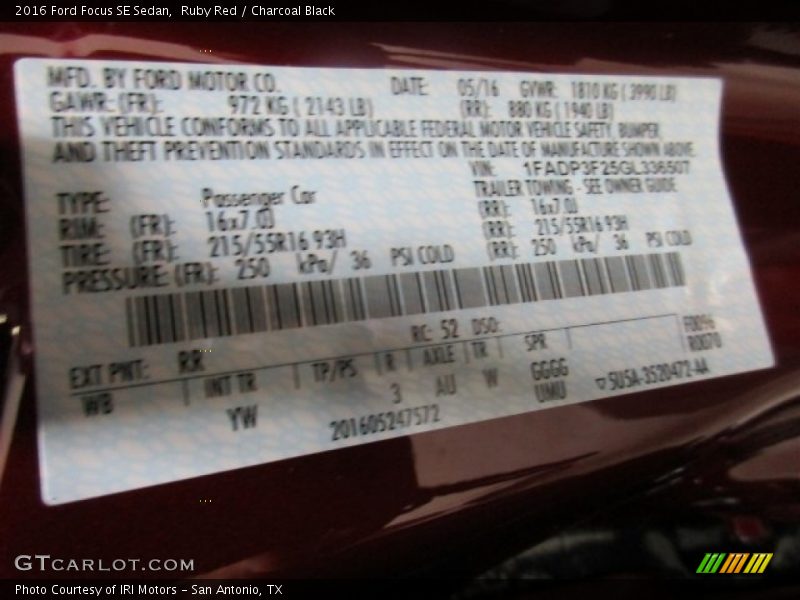 2016 Ford Focus SE Sedan, Ruby Red / Charcoal Black
MFD. BY FORD MOTOR CO. DATE: 05/16 GVWR: 1810 KG ( 3990 LB)
GAWR: (FR): 972 KG ( 2143 LB) (RR): 880 KG ( 1940 LB)
THIS VEHICLE CONFORMS TO ALL APPLICABLE FEDERAL MOTOR VEHICLE SAFETY, BUMPER,
AND THEFT PREVENTION STANDARDS IN EFFECT ON THE DATE OF MANUFACTURE SHOWN ABOVE.
VIN: 1FADP3F25GL336507
TYPE: Passenger Car TRAILER TOWING - SEE OWNER GUIDE
RIM: (FR): 16x7.0J (RR): 16x7.0J
TIRE: (FR): 215/55R16 93H (RR): 215/55R16 93H
PRESSURE: (FR): 250 kPa/ 36 PSI COLD (RR): 250 kPa/ 36 PSI COLD
RC: 52 DSO: F0096
EXT PNT: RR R0070
WB INT TR TP/PS R AXLE TR SPR
YW 3 AU W GGGG
UMU ▽5U5A-3520472-AA
201605247572
GTCARLOT.COM
Photo Courtesy of IRI Motors - San Antonio, TX